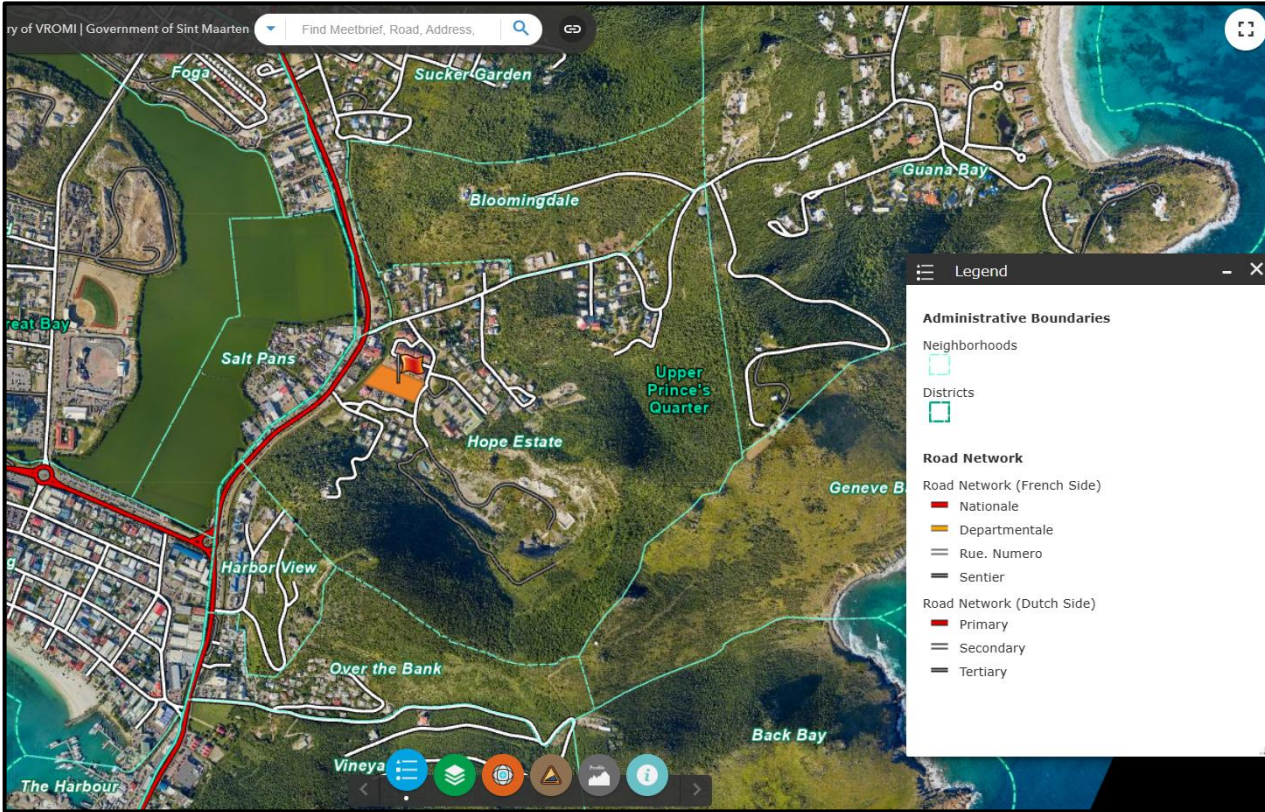 ry of VROMI | Government of Sint Maarten
Find Meetbrief, Road, Address,
Foga
Sucker Garden
Bloomingdale
Guana Bay
reat Bay
Salt Pans
Upper
Prince's
Quarter
Hope Estate
Geneve B
Harbor View
Over the Bank
Back Bay
Vineya
The Harbour
Profile
Legend
Administrative Boundaries
Neighborhoods
Districts
Road Network
Road Network (French Side)
Nationale
Departmentale
Rue. Numero
Sentier
Road Network (Dutch Side)
Primary
Secondary
Tertiary